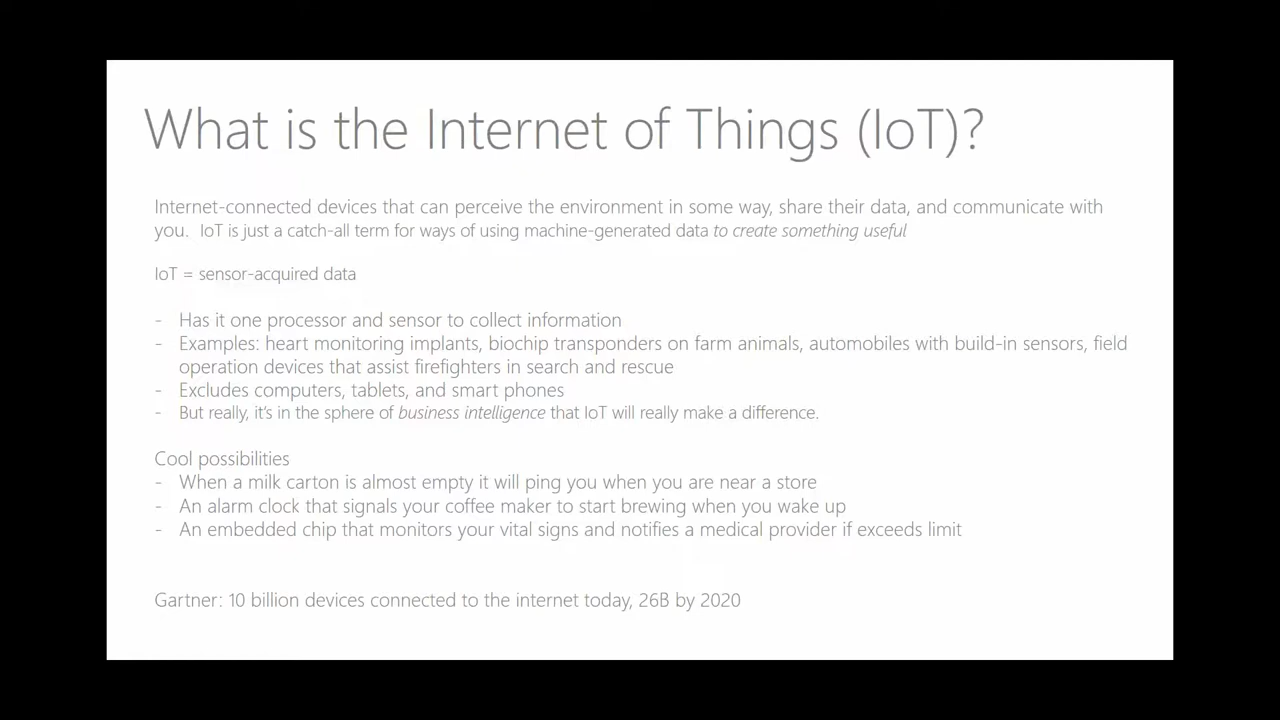 What is the Internet of Things (IoT)?
Internet-connected devices that can perceive the environment in some way, share their data, and communicate with
you.  IoT is just a catch-all term for ways of using machine-generated data to create something useful
IoT = sensor-acquired data
- Has it one processor and sensor to collect information
- Examples: heart monitoring implants, biochip transponders on farm animals, automobiles with build-in sensors, field
operation devices that assist firefighters in search and rescue
- Excludes computers, tablets, and smart phones
- But really, it's in the sphere of business intelligence that IoT will really make a difference.
Cool possibilities
- When a milk carton is almost empty it will ping you when you are near a store
- An alarm clock that signals your coffee maker to start brewing when you wake up
- An embedded chip that monitors your vital signs and notifies a medical provider if exceeds limit
Gartner: 10 billion devices connected to the internet today, 26B by 2020